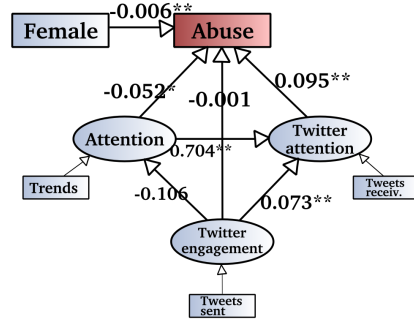 -0.006**
Female
Abuse
-0.052*
-0.001
0.095**
Attention
0.704**
Twitter
attention
Trends
-0.106
0.073**
Tweets
receiv.
Twitter
engagement
Tweets
sent